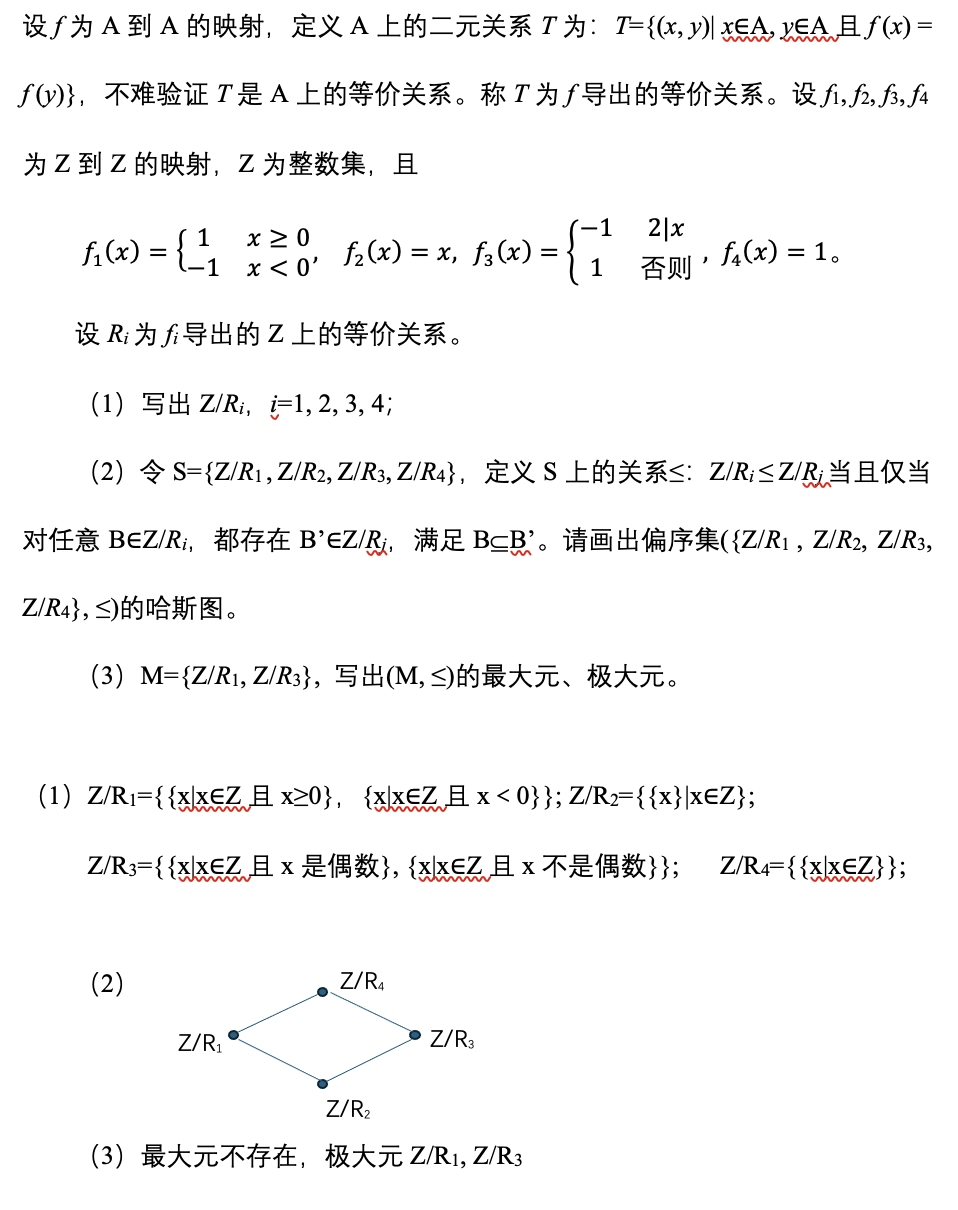 设 f 为 A 到 A 的映射，定义 A 上的二元关系 T 为：T={(x, y)| x∈A, y∈A 且 f (x) =
f (y)}，不难验证 T 是 A 上的等价关系。称 T 为 f 导出的等价关系。设 f₁, f₂, f₃, f₄
为 Z 到 Z 的映射，Z 为整数集，且
f₁(x) = { 1 x ≥ 0, -1 x < 0, f₂(x) = x, f₃(x) = { -1 2|x, 1 否则, f₄(x) = 1。
设 Rᵢ 为 fᵢ 导出的 Z 上的等价关系。
（1）写出 Z/Rᵢ，i=1, 2, 3, 4；
（2）令 S={Z/R₁, Z/R₂, Z/R₃, Z/R₄}，定义 S 上的关系≤：Z/Rᵢ ≤ Z/Rⱼ 当且仅当
对任意 B∈Z/Rᵢ，都存在 B’∈Z/Rⱼ，满足 B⊆B’。请画出偏序集({Z/R₁ , Z/R₂, Z/R₃,
Z/R₄}, ≤)的哈斯图。
（3）M={Z/R₁, Z/R₃}, 写出(M, ≤)的最大元、极大元。
（1）Z/R₁={{x|x∈Z 且 x≥0}，{x|x∈Z 且 x < 0}}; Z/R₂={{x}|x∈Z};
Z/R₃={{x|x∈Z 且 x 是偶数}, {x|x∈Z 且 x 不是偶数}}; Z/R₄={{x|x∈Z}};
（2）
Z/R₄
Z/R₁
Z/R₃
Z/R₂
（3）最大元不存在，极大元 Z/R₁, Z/R₃